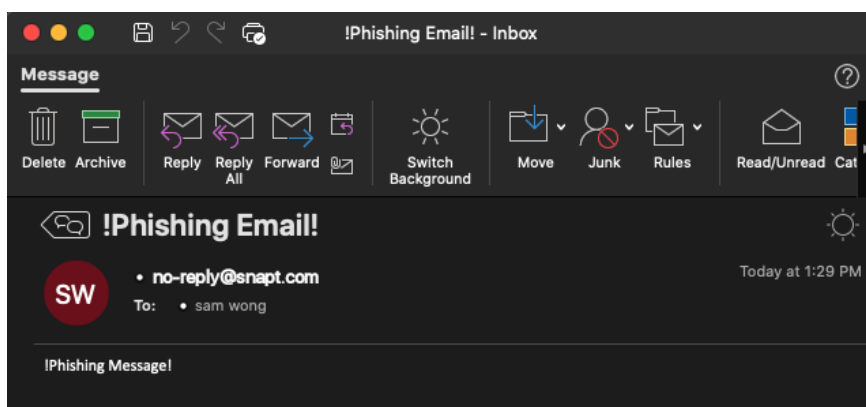 !Phishing Email! - Inbox
Message
Delete Archive Reply Reply All Forward Switch Background Move Junk Rules Read/Unread Cat
!Phishing Email!
SW
• no-reply@snapt.com
Today at 1:29 PM
To: • sam wong
!Phishing Message!